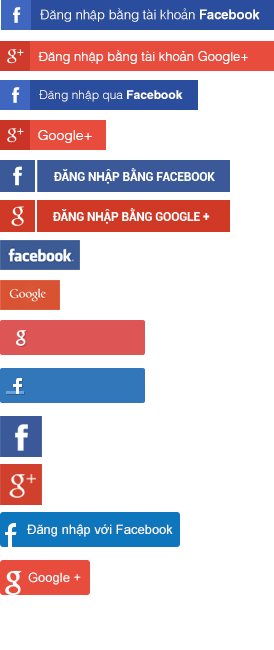 f Đăng nhập bằng tài khoản Facebook
g+ Đăng nhập bằng tài khoản Google+
f Đăng nhập qua Facebook
g+ Google+
f ĐĂNG NHẬP BẰNG FACEBOOK
g ĐĂNG NHẬP BẰNG GOOGLE +
facebook.
Google
g
f
f
g+
f Đăng nhập với Facebook
g Google +